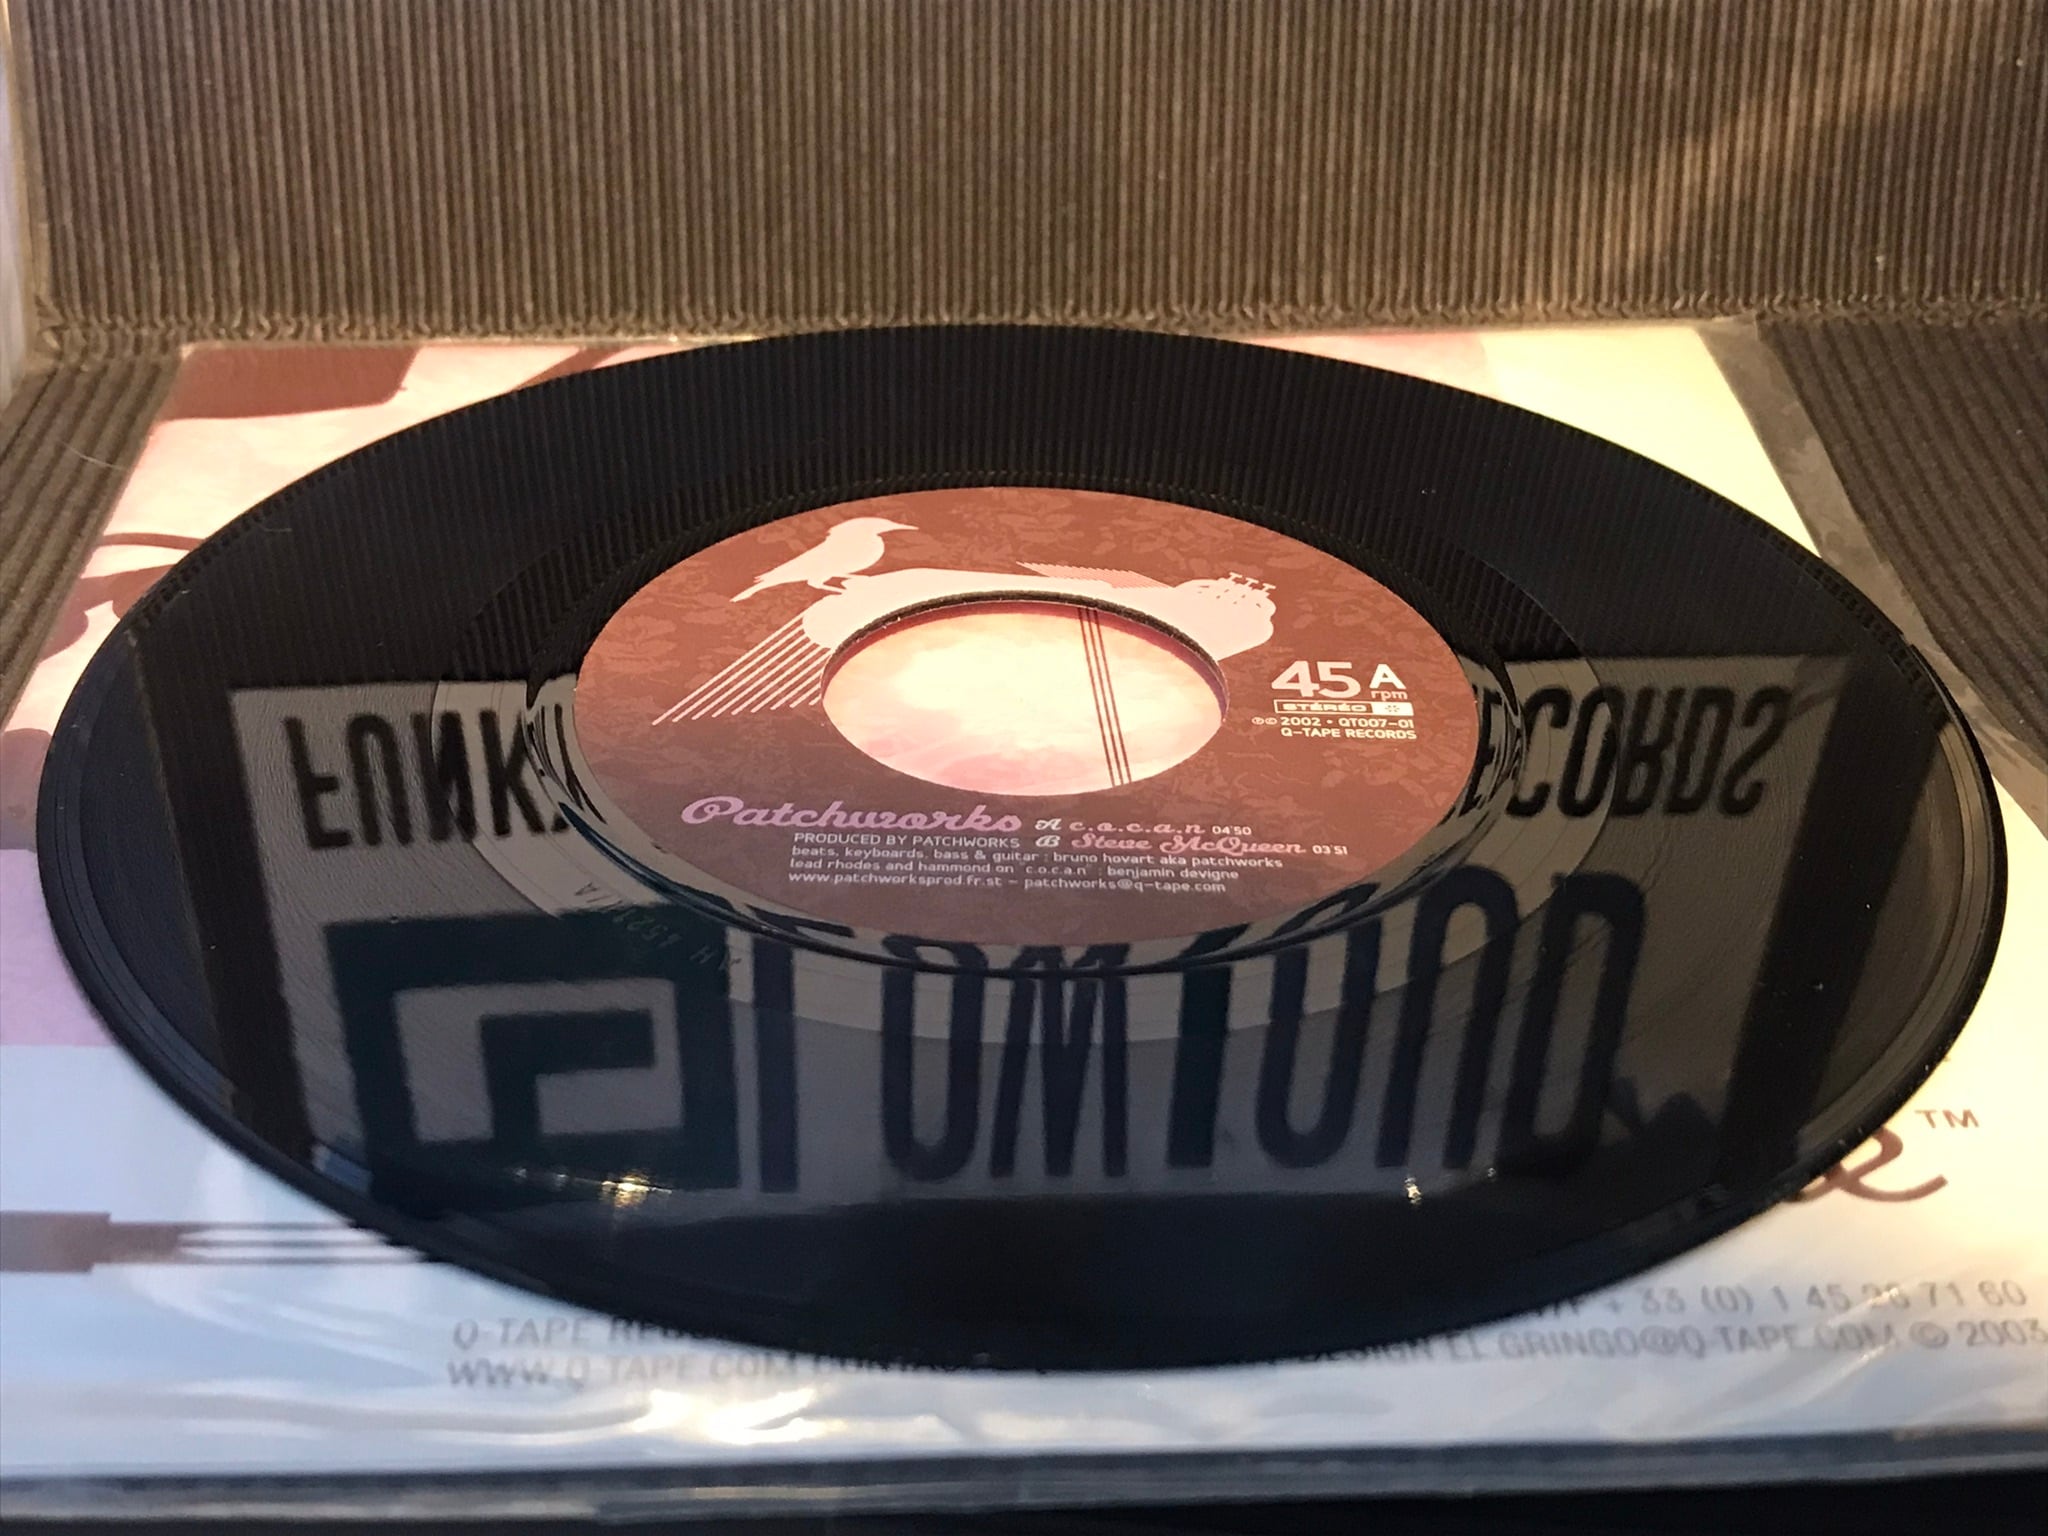 45 A
rpm
STÉRÉO
℗© 2002 • QT007-01
Q-TAPE RECORDS
Patchworks
A c.o.c.a.n 04'50
PRODUCED BY PATCHWORKS
B Steve McQueen 03'51
beats, keyboards, bass & guitar : bruno hovart aka patchworks
lead rhodes and hammond on "c.o.c.a.n" : benjamin devigne
www.patchworksprod.fr.st – patchworks@q-tape.com
FUNKY
RECORDS
TM
Q-TAPE
+ 33 (0) 1 45 26 71 60
WWW.Q-TAPE.COM
DESIGN EL.GRINGO@Q-TAPE.COM © 2003